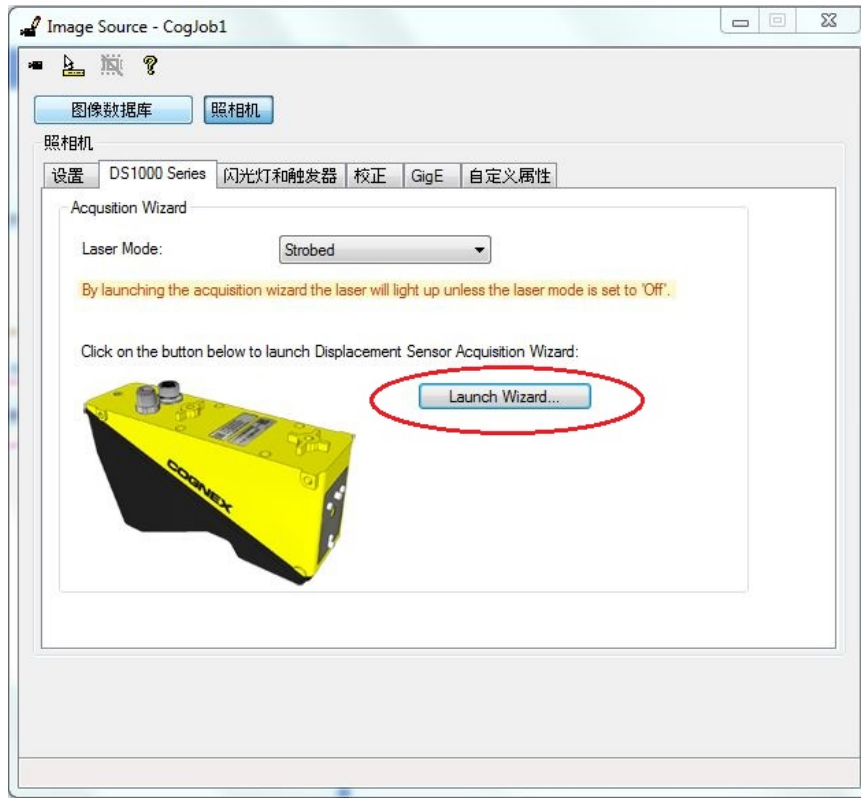 Image Source - CogJob1
图像数据库 照相机
照相机
设置 DS1000 Series 闪光灯和触发器 校正 GigE 自定义属性
Acqusition Wizard
Laser Mode: Strobed
By launching the acquisition wizard the laser will light up unless the laser mode is set to 'Off'.
Click on the button below to launch Displacement Sensor Acquisition Wizard:
Launch Wizard...
COGNEX